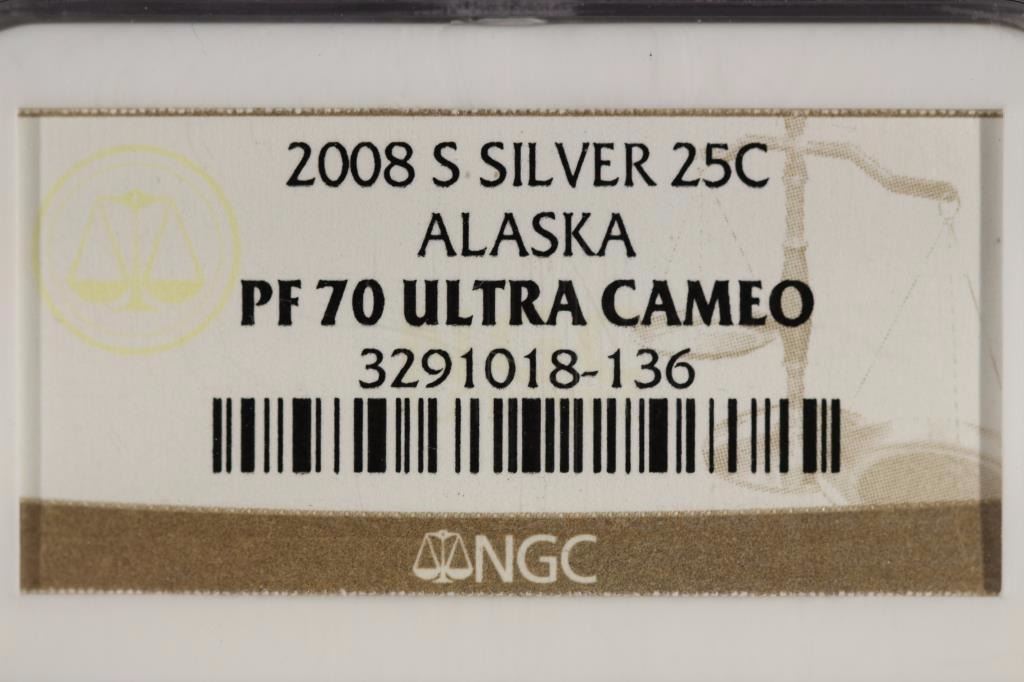 2008 S SILVER 25C
ALASKA
PF 70 ULTRA CAMEO
3291018-136
NGC